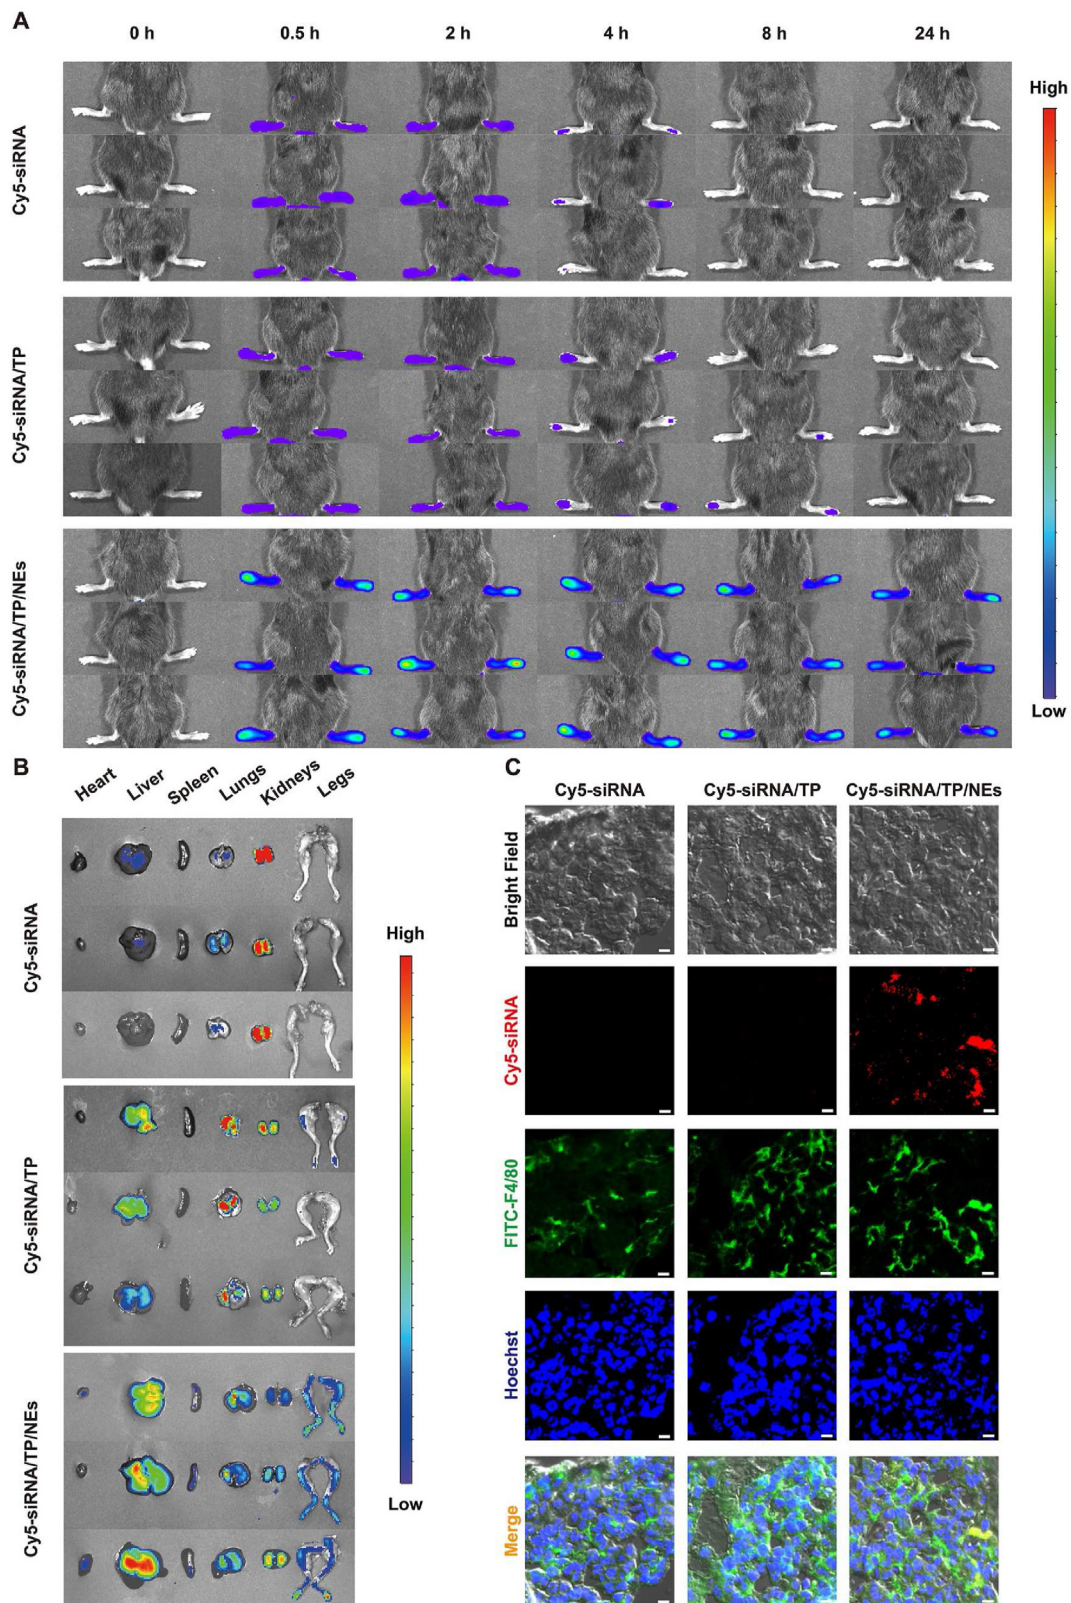 A
0 h 0.5 h 2 h 4 h 8 h 24 h
High
Cy5-siRNA
Cy5-siRNA/TP
Cy5-siRNA/TP/NEs
Low
B
Heart Liver Spleen Lungs Kidneys Legs
Cy5-siRNA
High
Cy5-siRNA/TP
Cy5-siRNA/TP/NEs
Low
C
Cy5-siRNA Cy5-siRNA/TP Cy5-siRNA/TP/NEs
Bright Field
Cy5-siRNA
FITC-F4/80
Hoechst
Merge